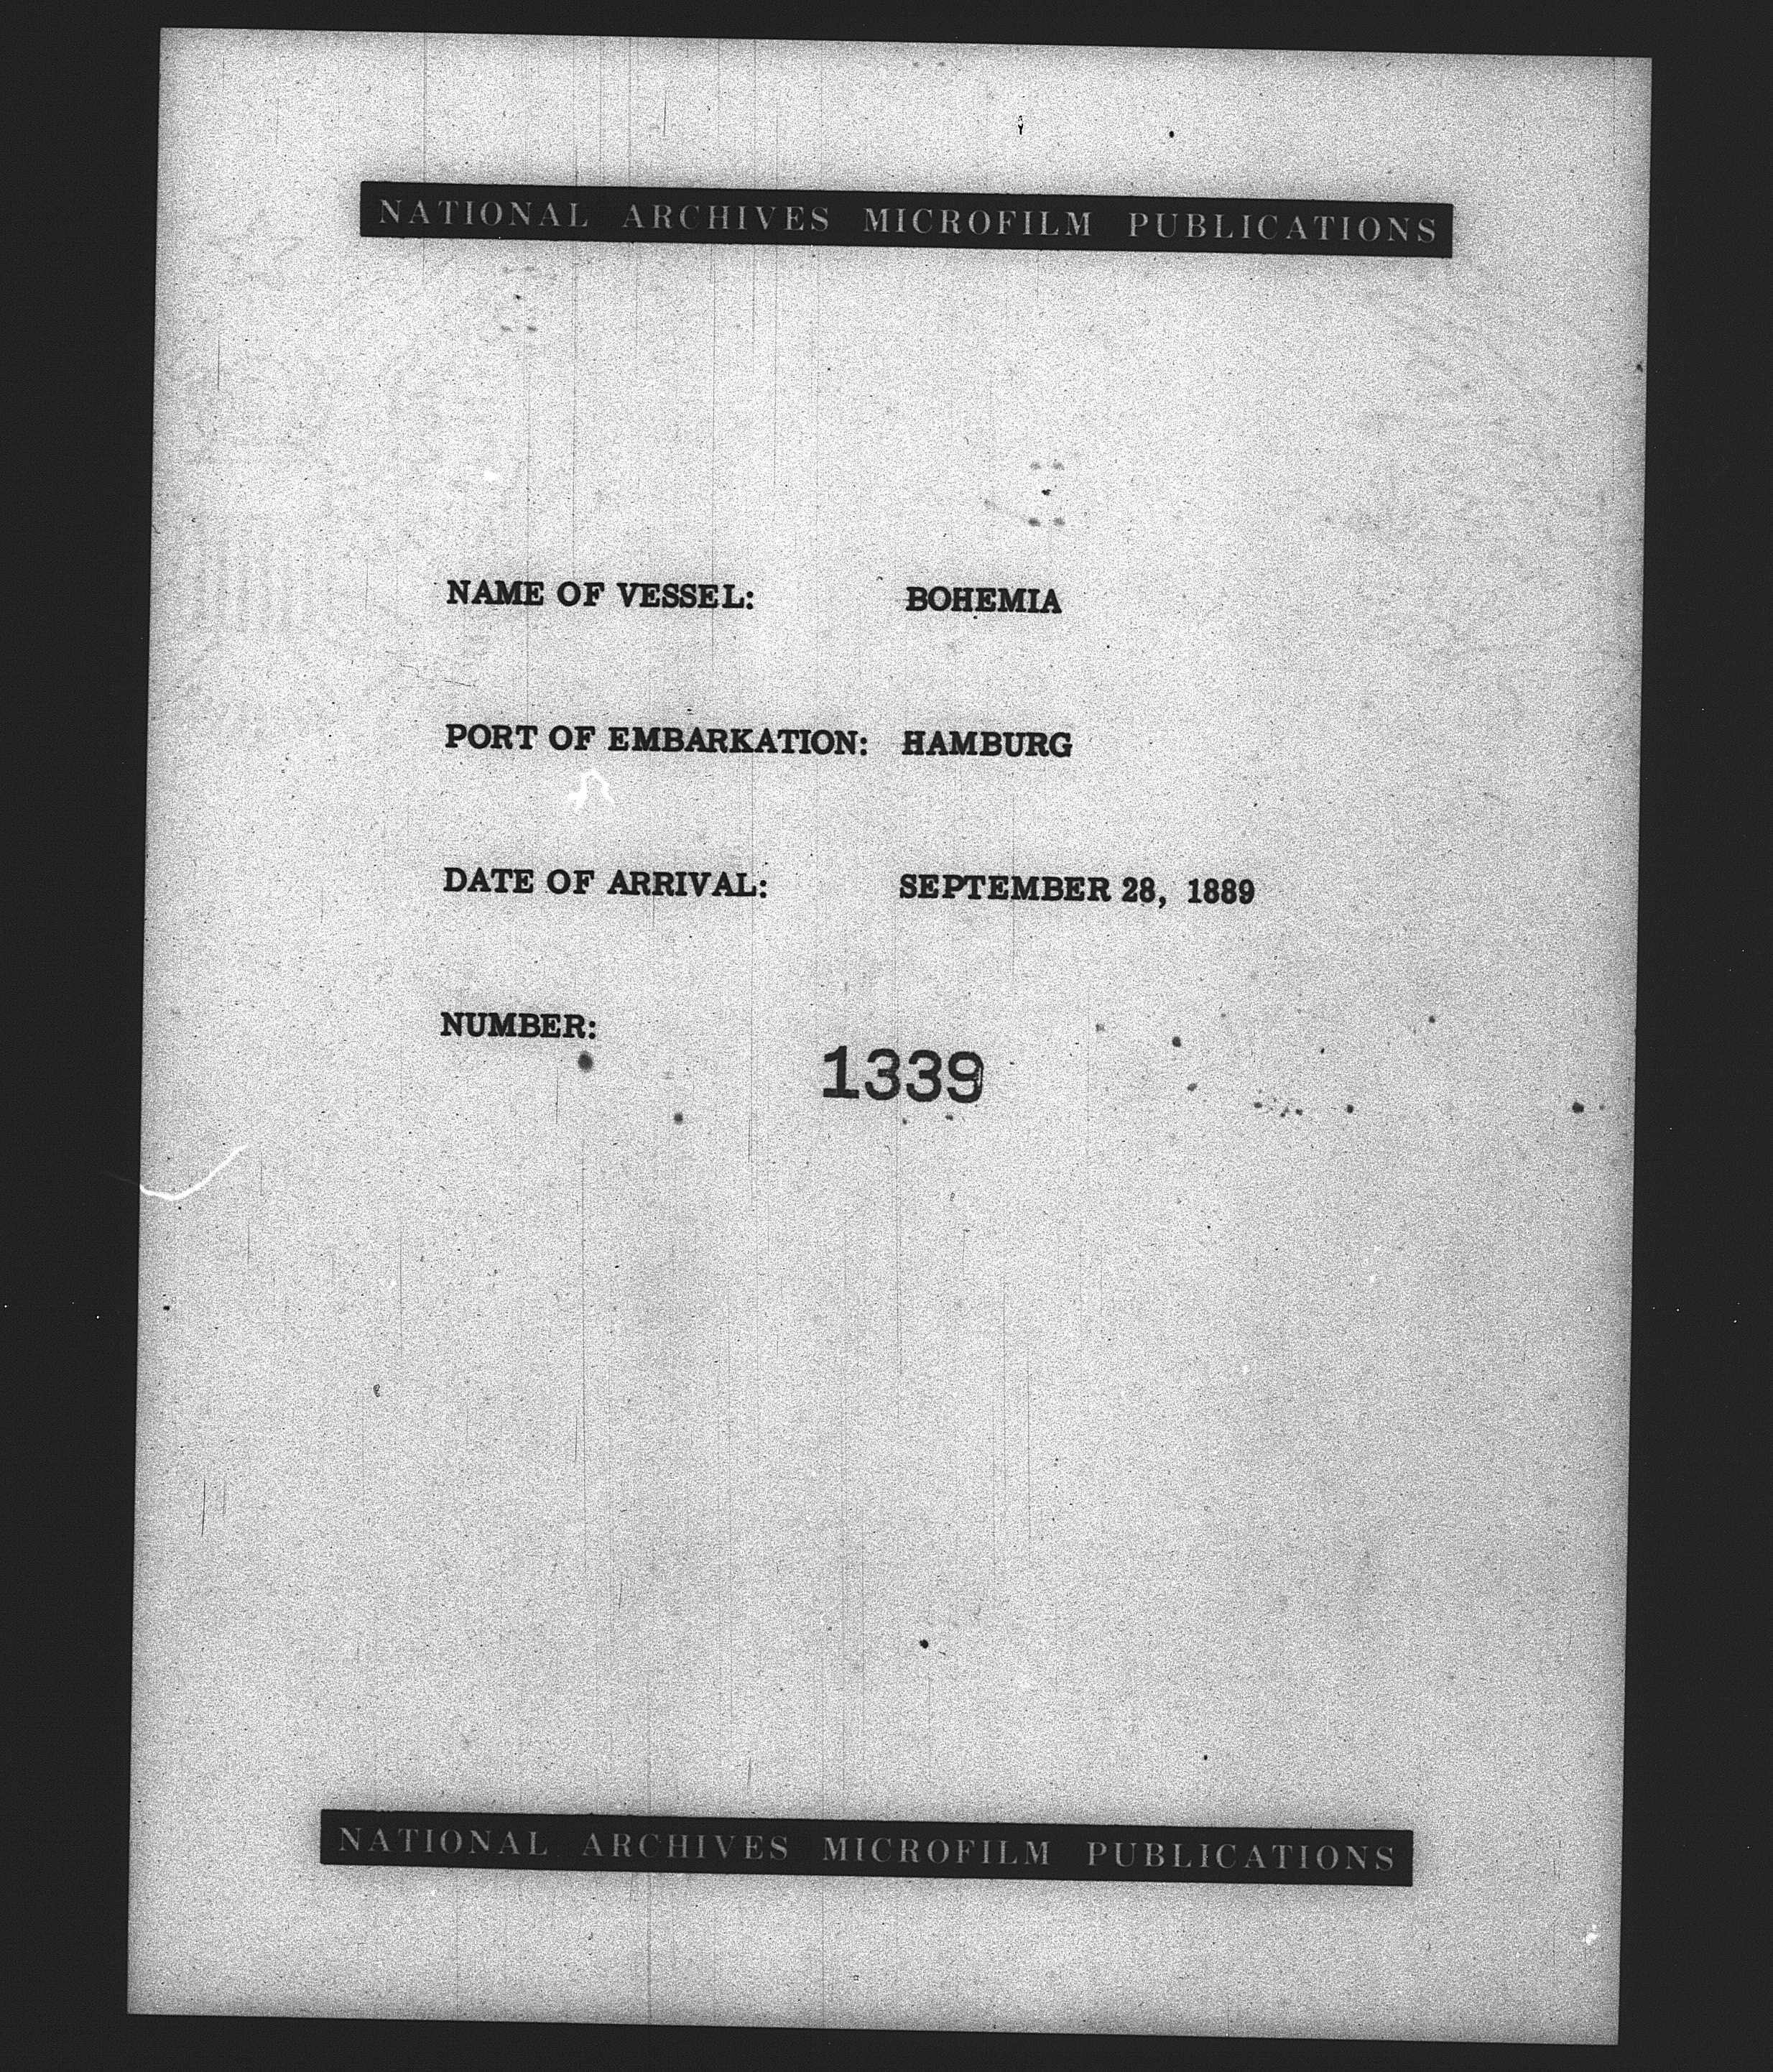 NATIONAL ARCHIVES MICROFILM PUBLICATIONS
NAME OF VESSEL: BOHEMIA
PORT OF EMBARKATION: HAMBURG
DATE OF ARRIVAL: SEPTEMBER 28, 1889
NUMBER:
1339
NATIONAL ARCHIVES MICROFILM PUBLICATIONS